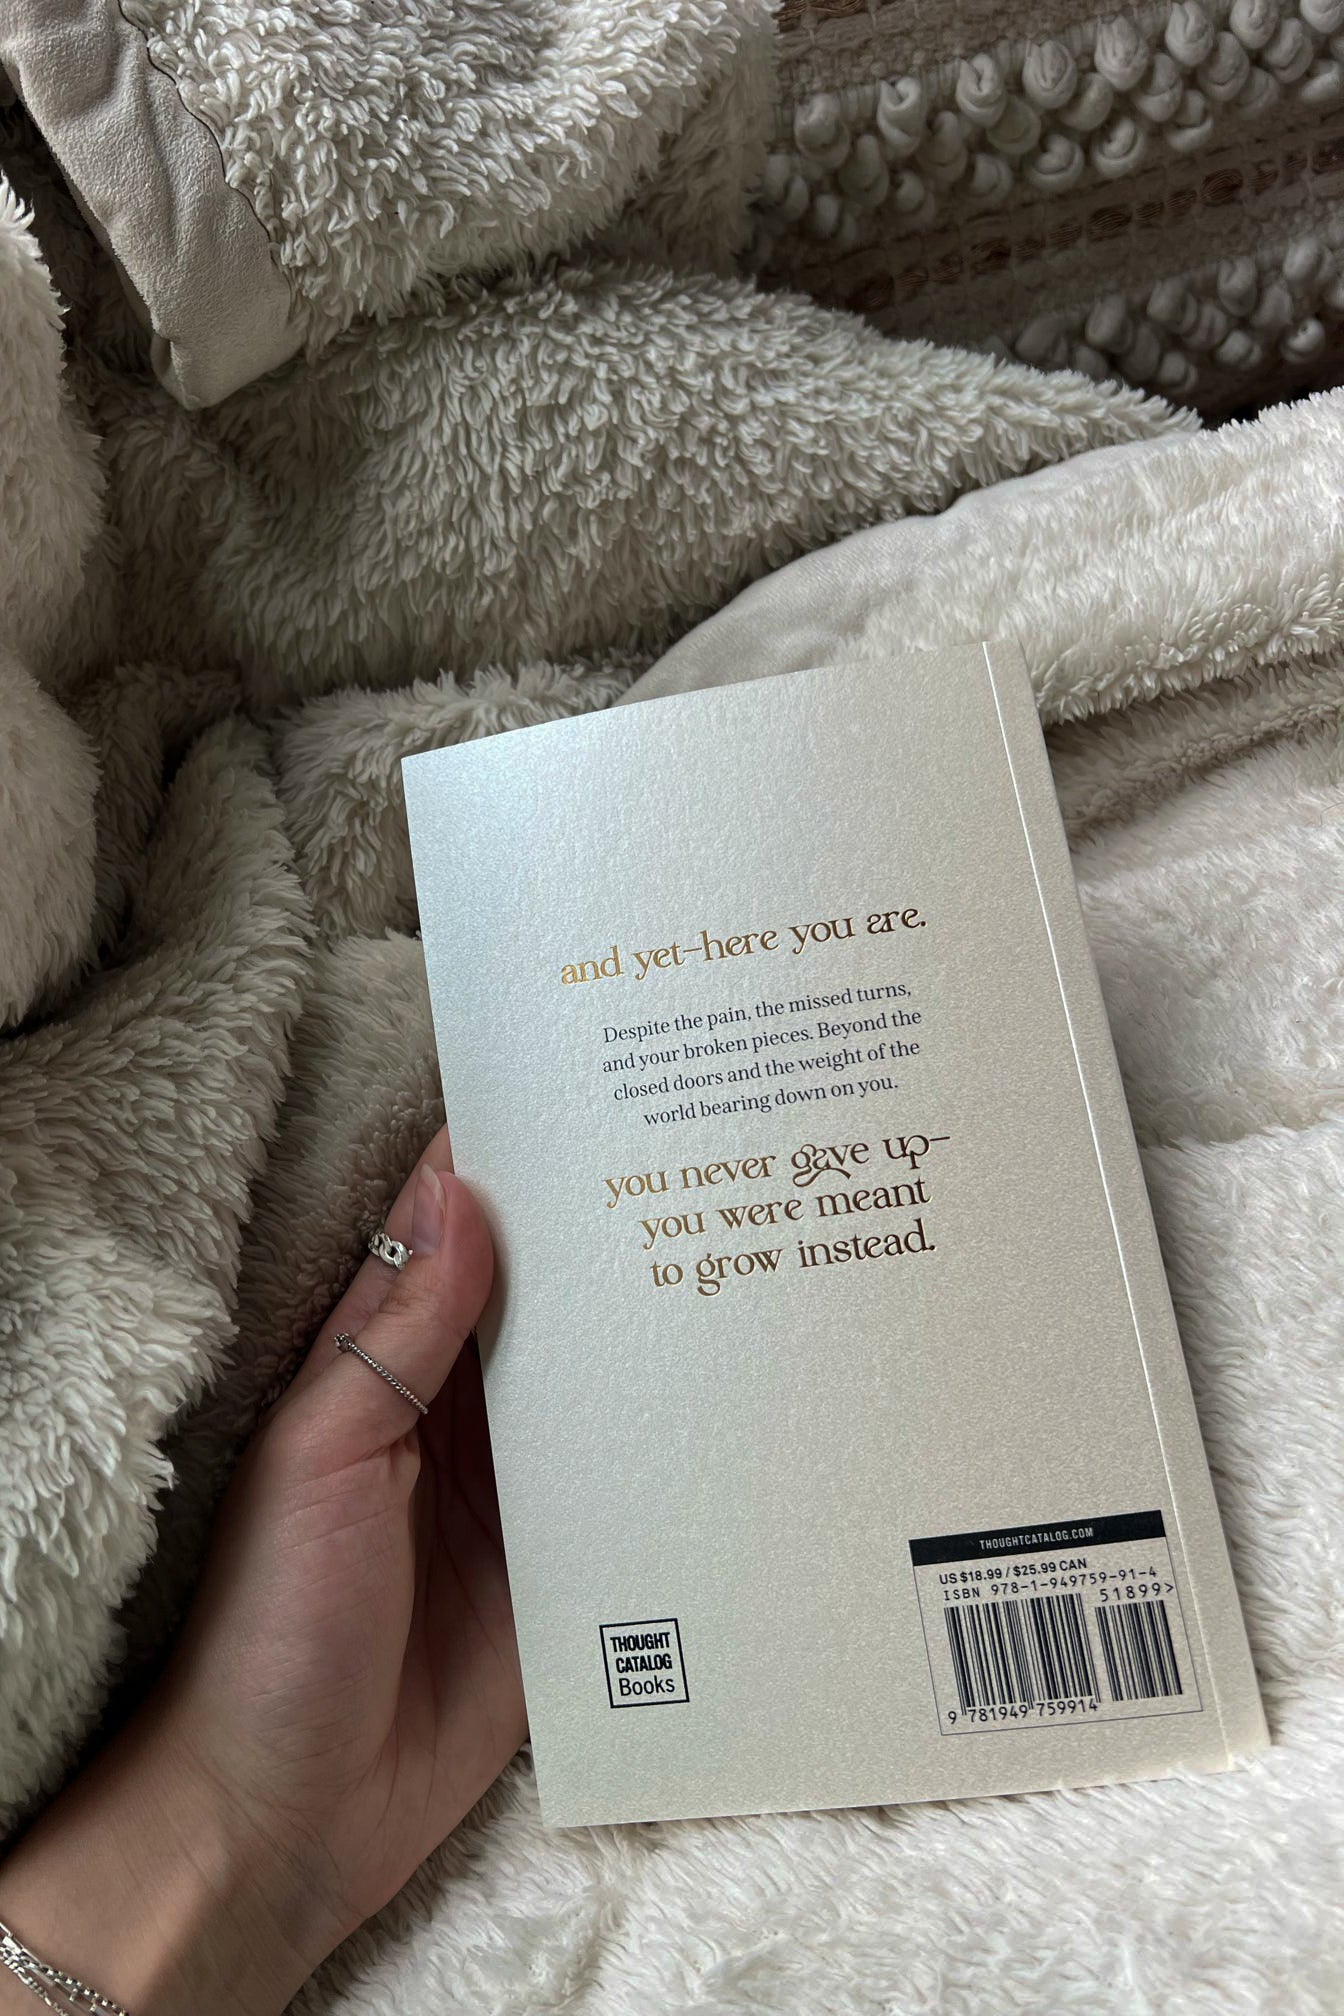 and yet—here you are.
Despite the pain, the missed turns,
and your broken pieces. Beyond the
closed doors and the weight of the
world bearing down on you.
you never gave up—
you were meant
to grow instead.
THOUGHT
CATALOG
Books
THOUGHTCATALOG.COM
US $18.99 / $25.99 CAN
ISBN 978-1-949759-91-4
51899>
9 781949 759914